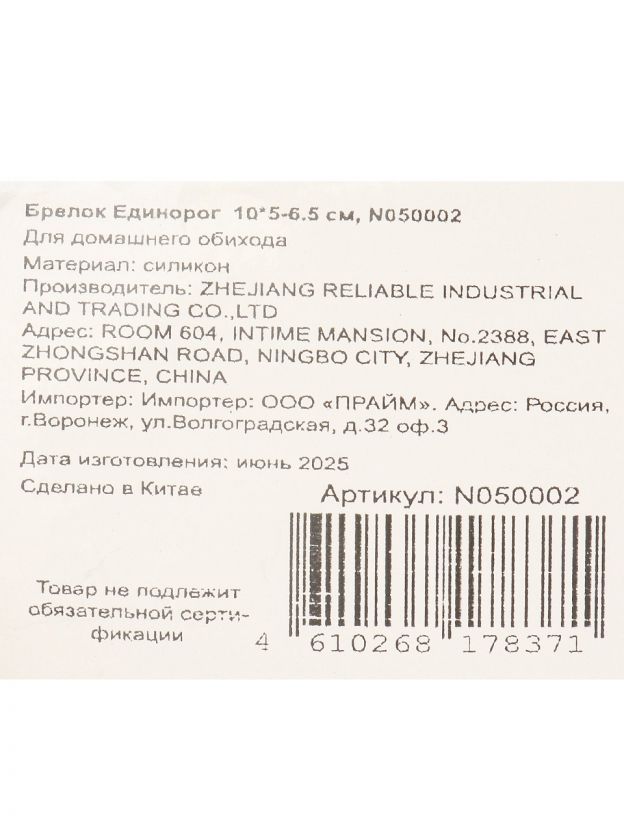 Брелок Единорог 10*5-6.5 см, N050002
Для домашнего обихода
Материал: силикон
Производитель: ZHEJIANG RELIABLE INDUSTRIAL
AND TRADING CO.,LTD
Адрес: ROOM 604, INTIME MANSION, No.2388, EAST
ZHONGSHAN ROAD, NINGBO CITY, ZHEJIANG
PROVINCE, CHINA
Импортер: Импортер: ООО «ПРАЙМ». Адрес: Россия,
г.Воронеж, ул.Волгоградская, д.32 оф.3
Дата изготовления: июнь 2025
Сделано в Китае
Артикул: N050002
Товар не подлежит
обязательной серти-
фикации
4 610268 178371